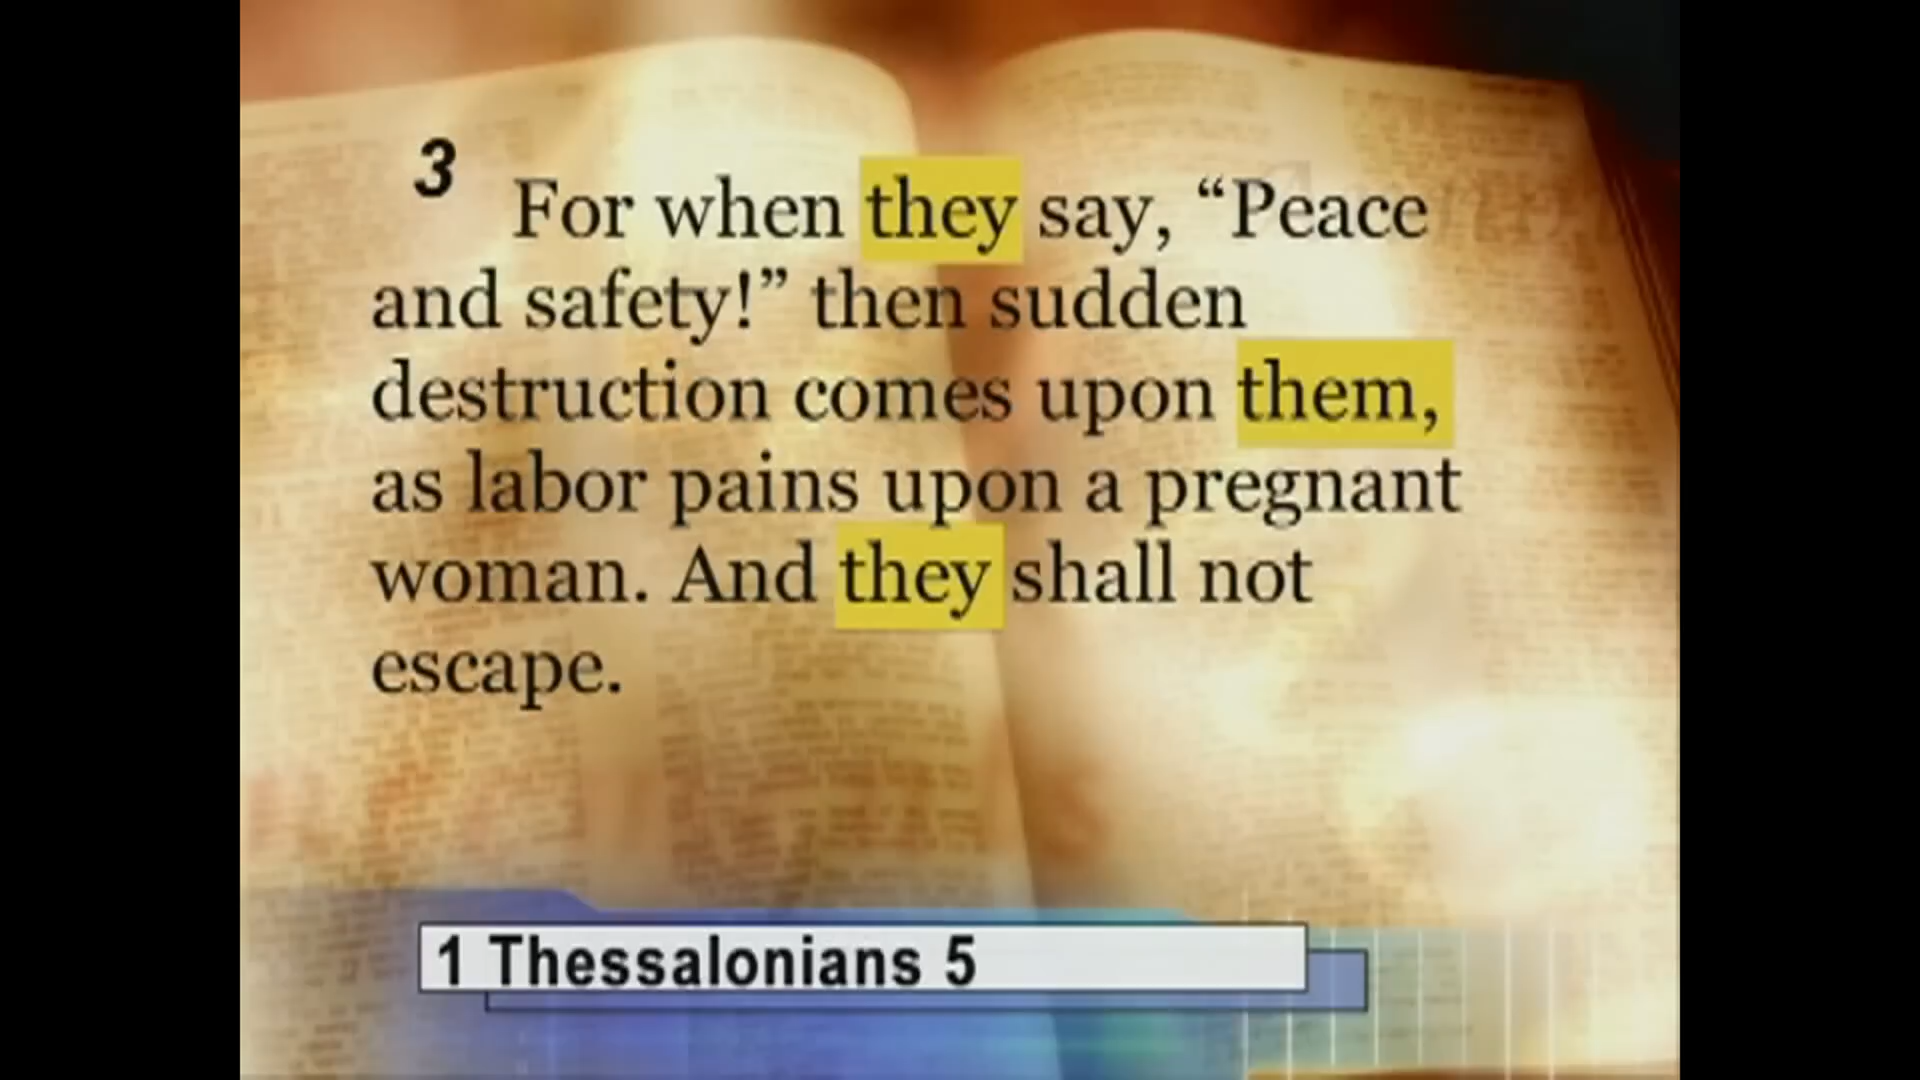 3 For when they say, “Peace
and safety!” then sudden
destruction comes upon them,
as labor pains upon a pregnant
woman. And they shall not
escape.
1 Thessalonians 5